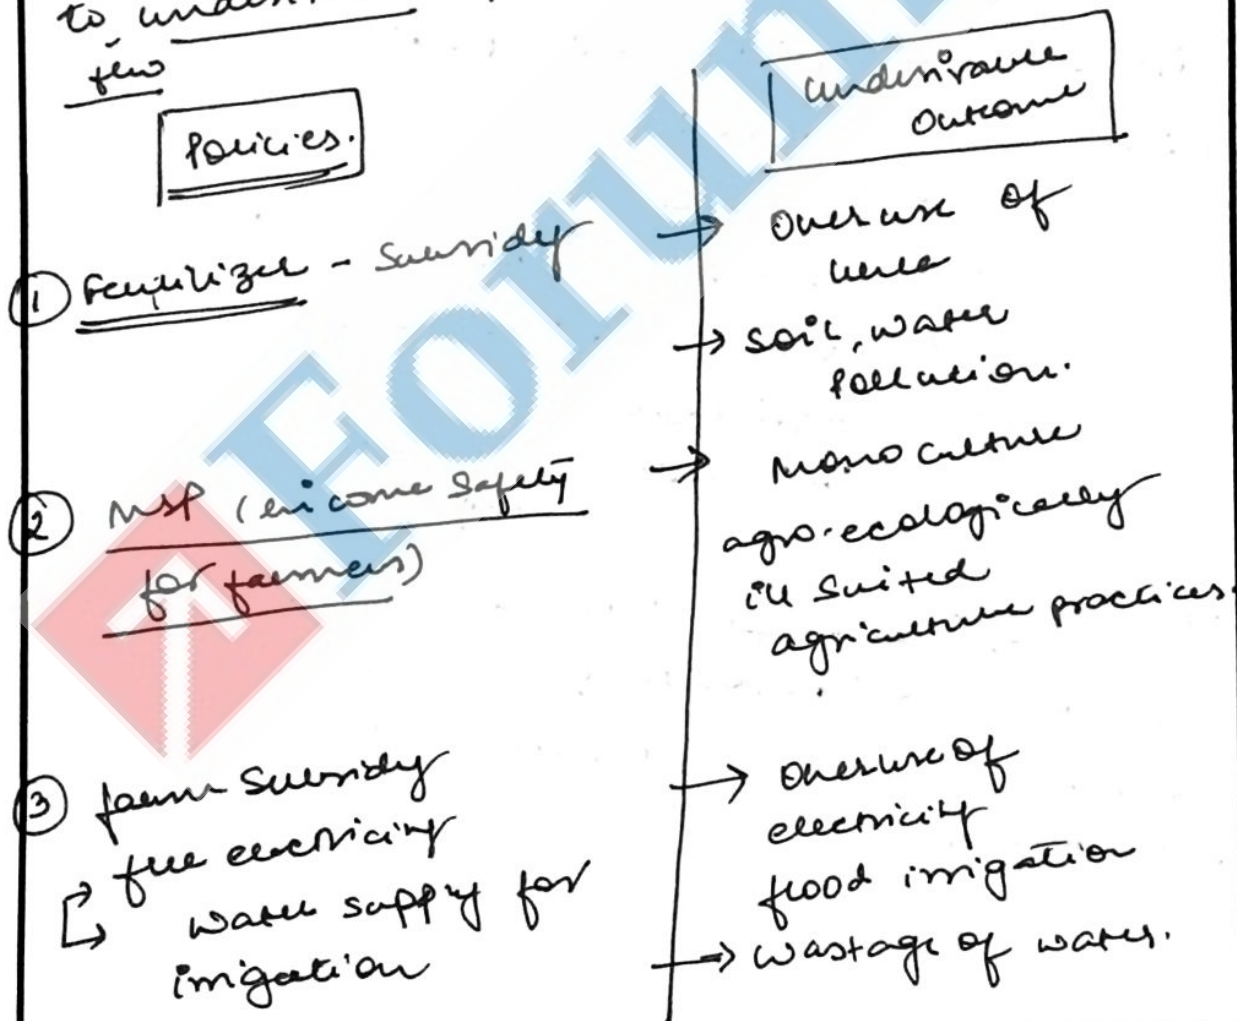 to
few
Policies.
Undesirable
Outcome
① Fertilizer - Subsidy
→ Overuse of
urea
→ Soil, water
Pollution.
② MSP (income safety
for farmers)
→ Mono culture
agro-ecologically
ill suited
agriculture practices.
③ farm Subsidy
free electricity
water supply for
irrigation
→ Overuse of
electricity
flood irrigation
→ wastage of water.
Forum